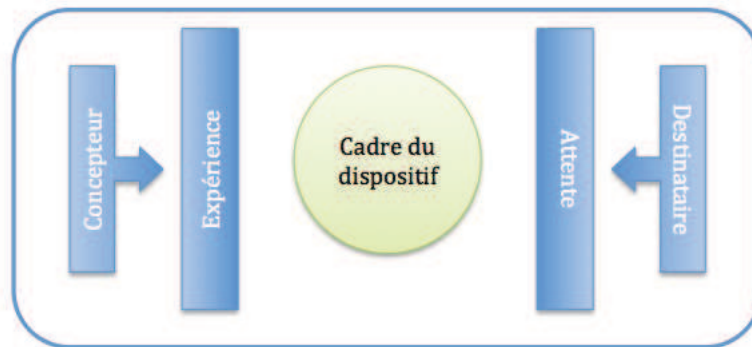 Concepteur
Expérience
Cadre du
dispositif
Attente
Destinataire